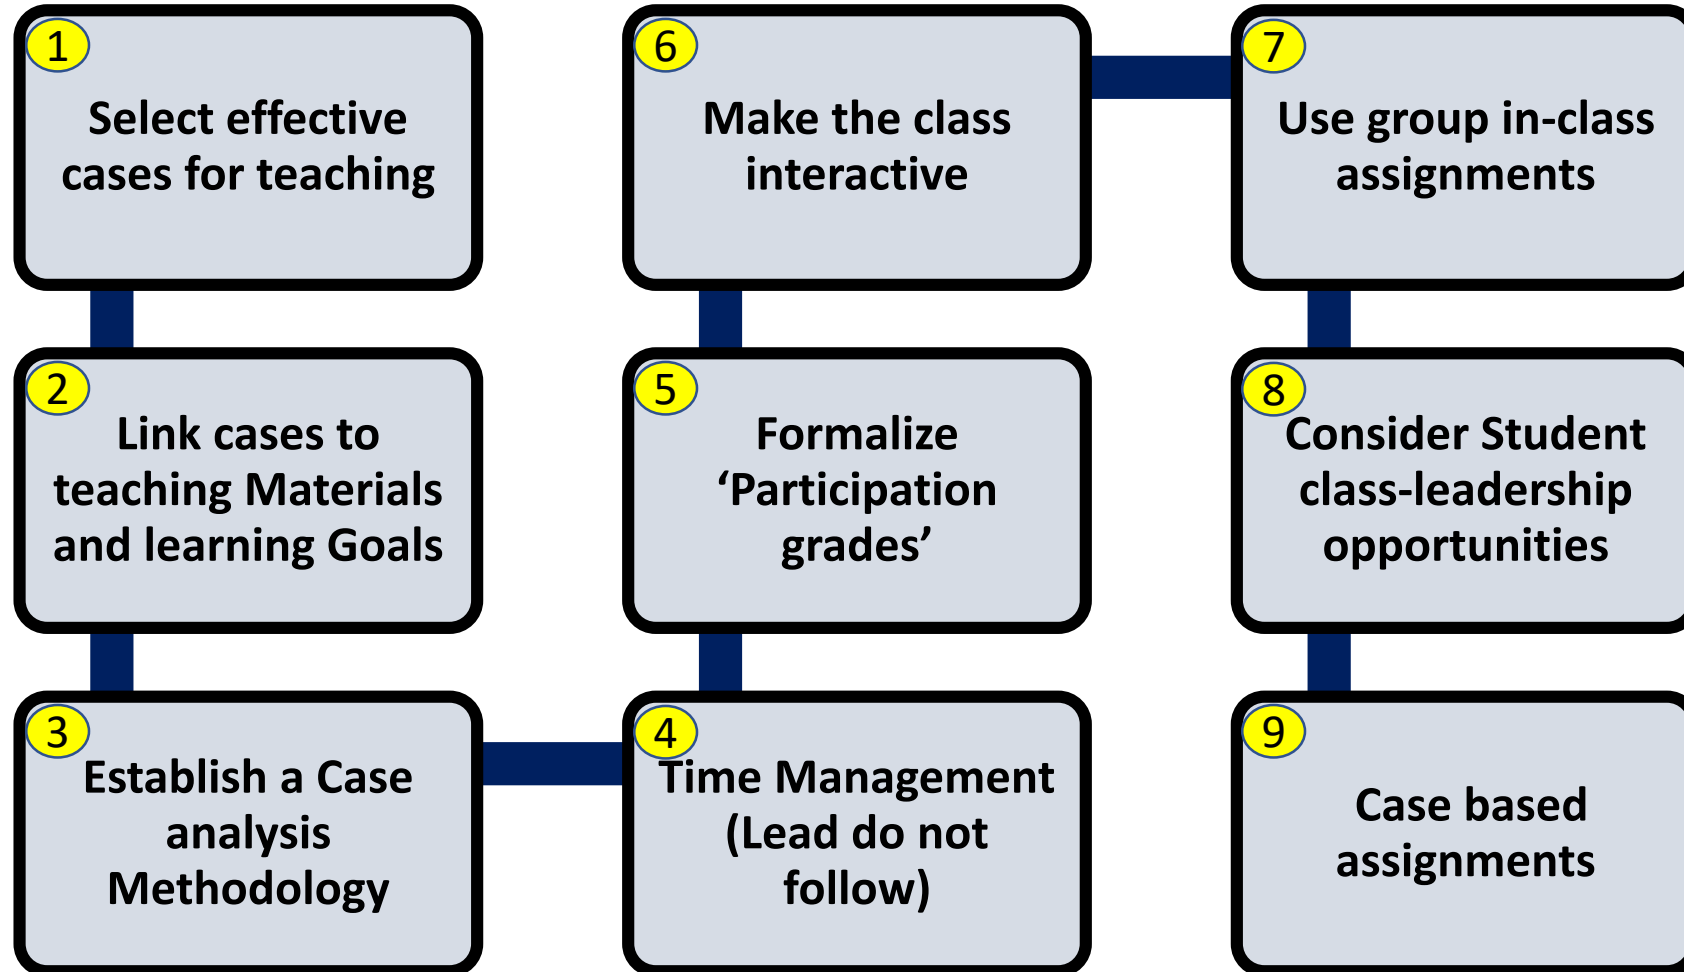 1
Select effective
cases for teaching
2
Link cases to
teaching Materials
and learning Goals
3
Establish a Case
analysis
Methodology
4
Time Management
(Lead do not
follow)
5
Formalize
‘Participation
grades’
6
Make the class
interactive
7
Use group in-class
assignments
8
Consider Student
class-leadership
opportunities
9
Case based
assignments